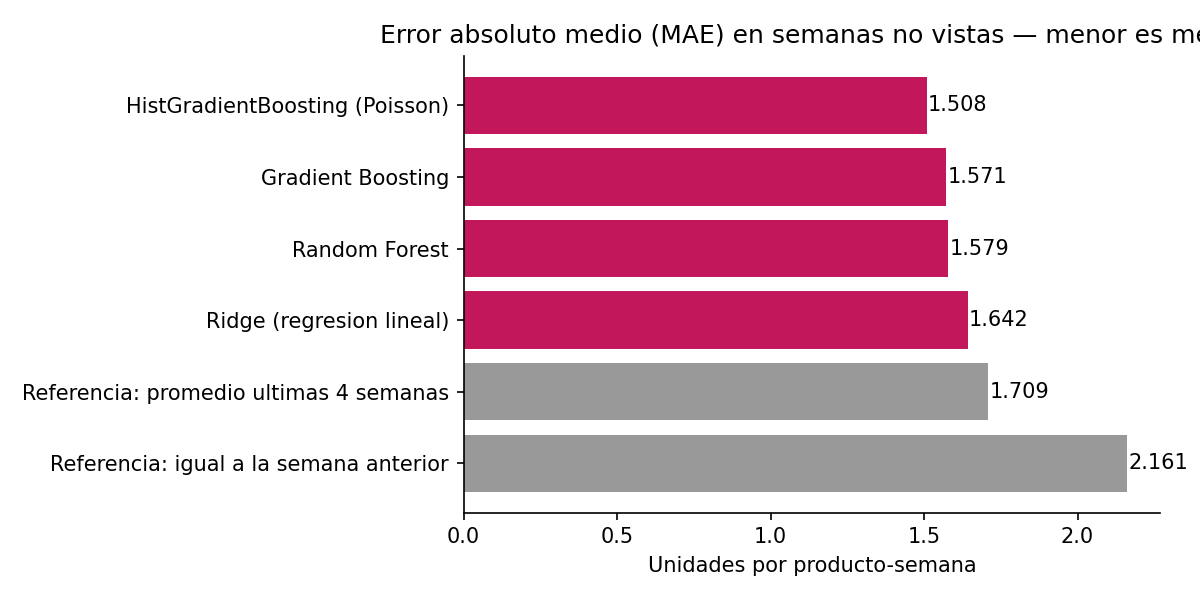 Error absoluto medio (MAE) en semanas no vistas — menor es me
HistGradientBoosting (Poisson)
1.508
Gradient Boosting
1.571
Random Forest
1.579
Ridge (regresion lineal)
1.642
Referencia: promedio ultimas 4 semanas
1.709
Referencia: igual a la semana anterior
2.161
0.0 0.5 1.0 1.5 2.0
Unidades por producto-semana